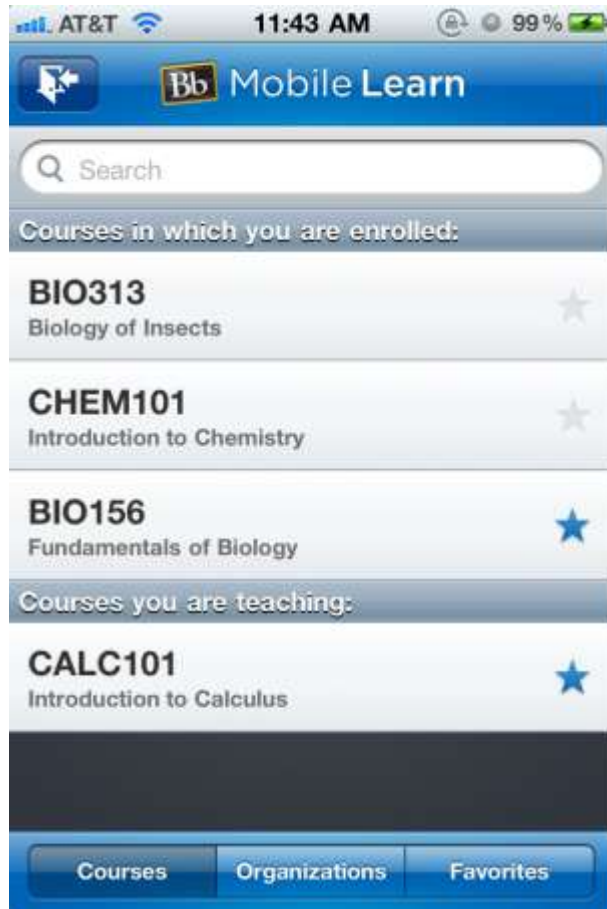 AT&T 11:43 AM 99%
Bb Mobile Learn
Search
Courses in which you are enrolled:
BIO313
Biology of Insects
CHEM101
Introduction to Chemistry
BIO156
Fundamentals of Biology
Courses you are teaching:
CALC101
Introduction to Calculus
Courses Organizations Favorites